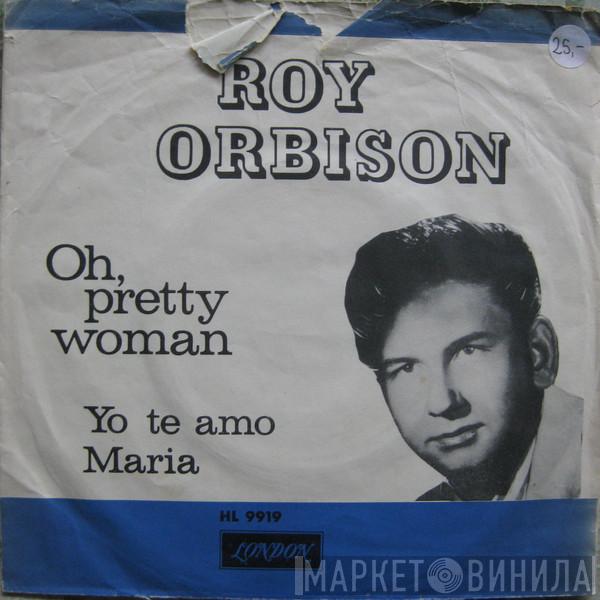 25,-
ROY
ORBISON
Oh,
pretty
woman
Yo te amo
Maria
HL 9919
LONDON
МАРКЕТ ВИНИЛА